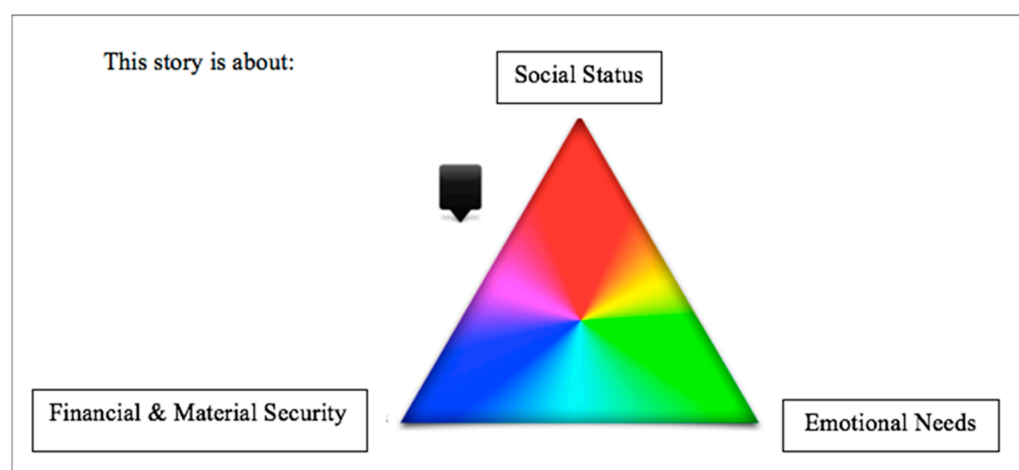 This story is about:
Social Status
Financial & Material Security
Emotional Needs